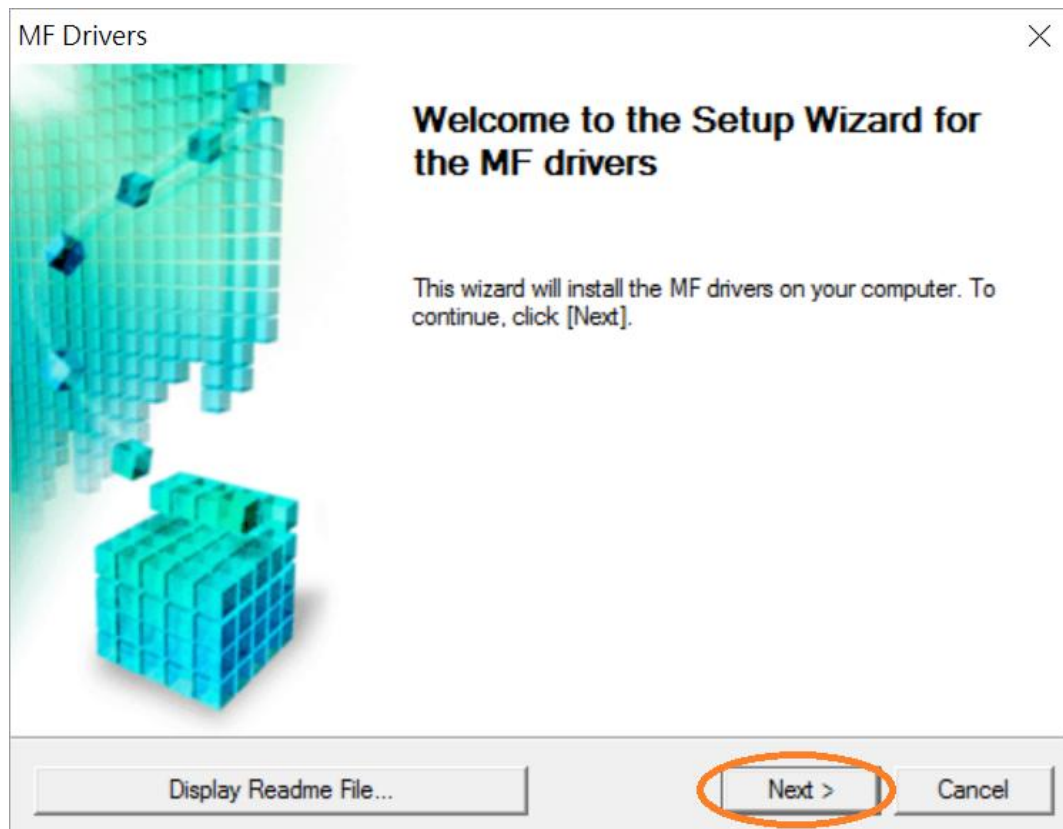 MF Drivers
Welcome to the Setup Wizard for
the MF drivers
This wizard will install the MF drivers on your computer. To
continue, click [Next].
Display Readme File...
Next >
Cancel